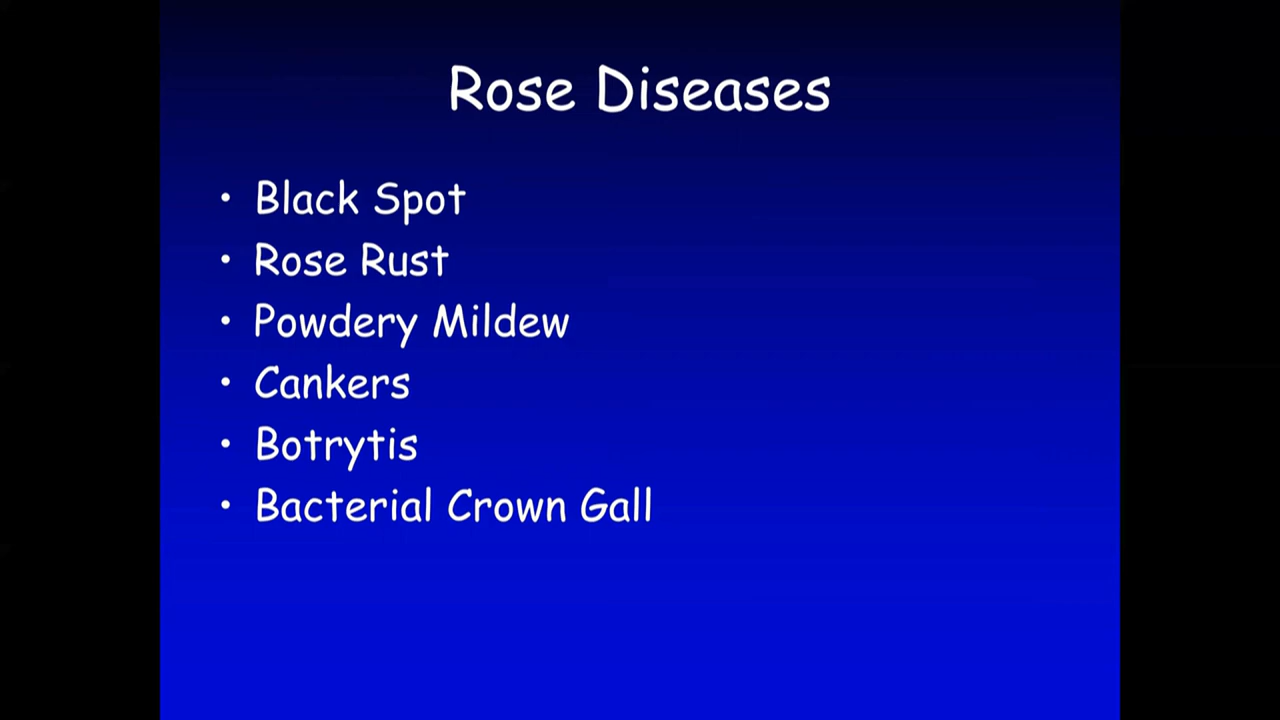 Rose Diseases
• Black Spot
• Rose Rust
• Powdery Mildew
• Cankers
• Botrytis
• Bacterial Crown Gall